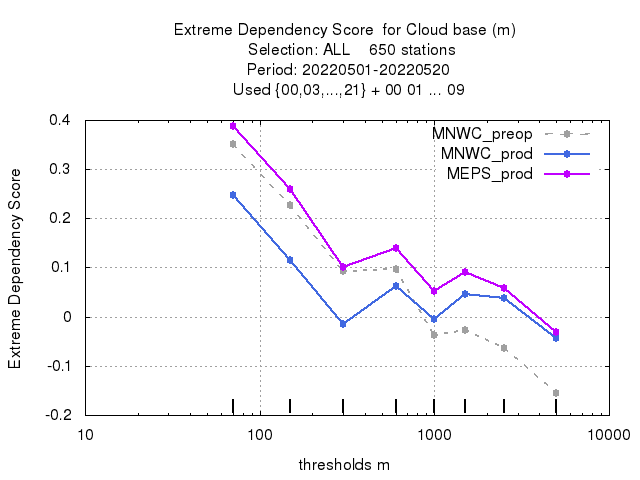 Extreme Dependency Score  for Cloud base (m)
Selection: ALL    650 stations
Period: 20220501-20220520
Used {00,03,...,21} + 00 01 ... 09
MNWC_preop
MNWC_prod
MEPS_prod
Extreme Dependency Score
0.4
0.3
0.2
0.1
0
-0.1
-0.2
10 100 1000 10000
thresholds m